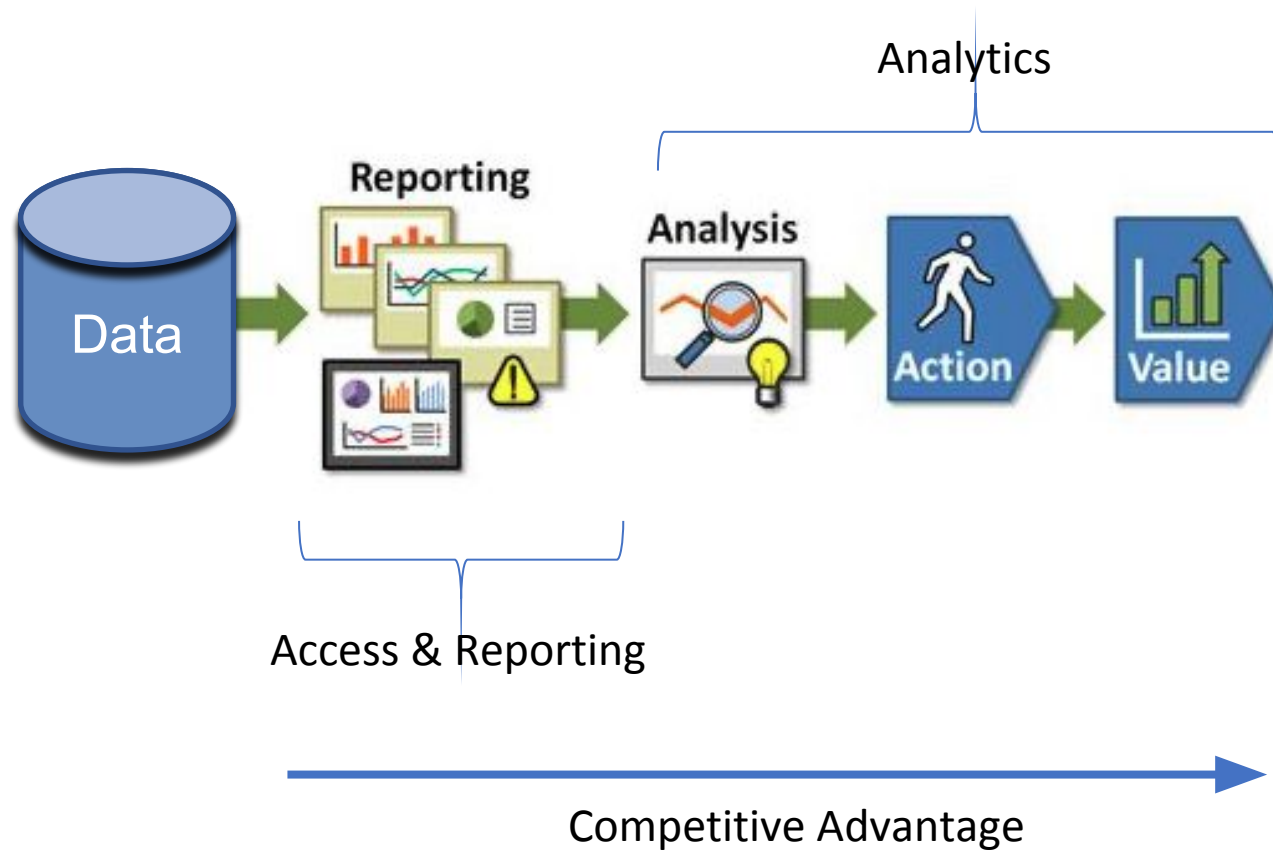 Analytics
Reporting
Analysis
Data
Action
Value
Access & Reporting
Competitive Advantage